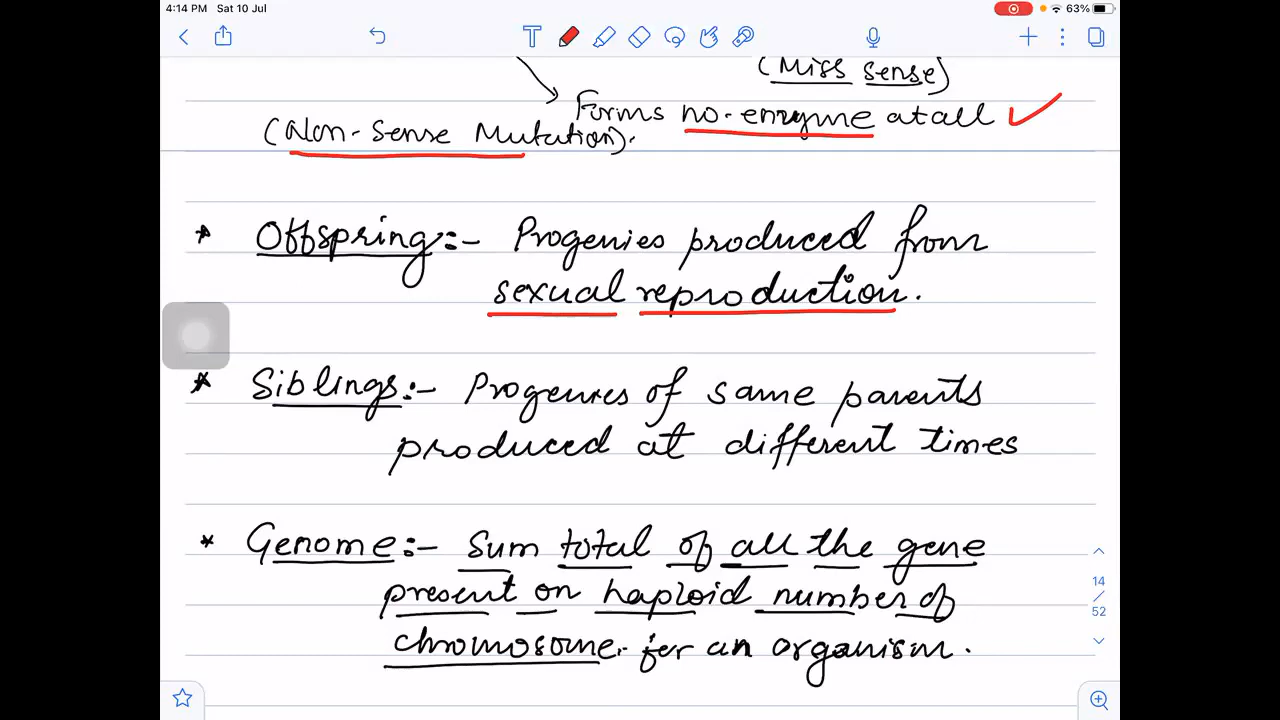 4:14 PM Sat 10 Jul 63%
T
(Miss sense)
Forms no-enzyme at all ✓
(Non-Sense Mutation).
* Offspring:- Progenies produced from
sexual reproduction.
* Siblings:- Progenies of same parents
produced at different times
* Genome:- Sum total of all the gene
present on haploid number of
chromosome. for an organism.
14
/
52